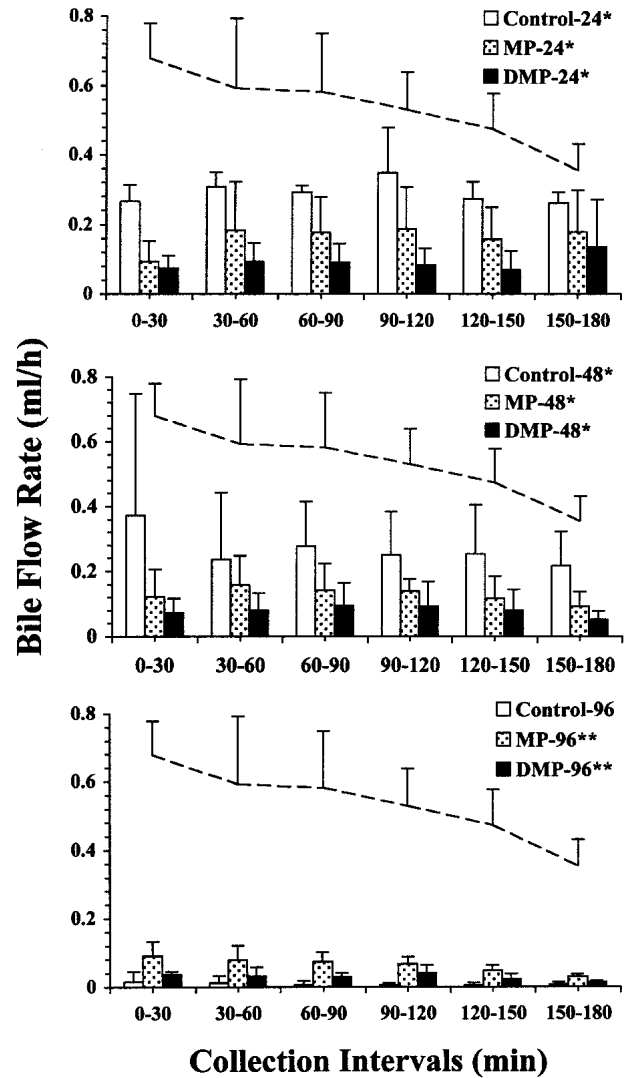 0.8
0.6
0.4
0.2
0
Control-24*
MP-24*
DMP-24*
0-30 30-60 60-90 90-120 120-150 150-180
0.8
0.6
0.4
0.2
0
Control-48*
MP-48*
DMP-48*
0-30 30-60 60-90 90-120 120-150 150-180
0.8
0.6
0.4
0.2
0
Control-96
MP-96**
DMP-96**
0-30 30-60 60-90 90-120 120-150 150-180
Bile Flow Rate (ml/h)
Collection Intervals (min)